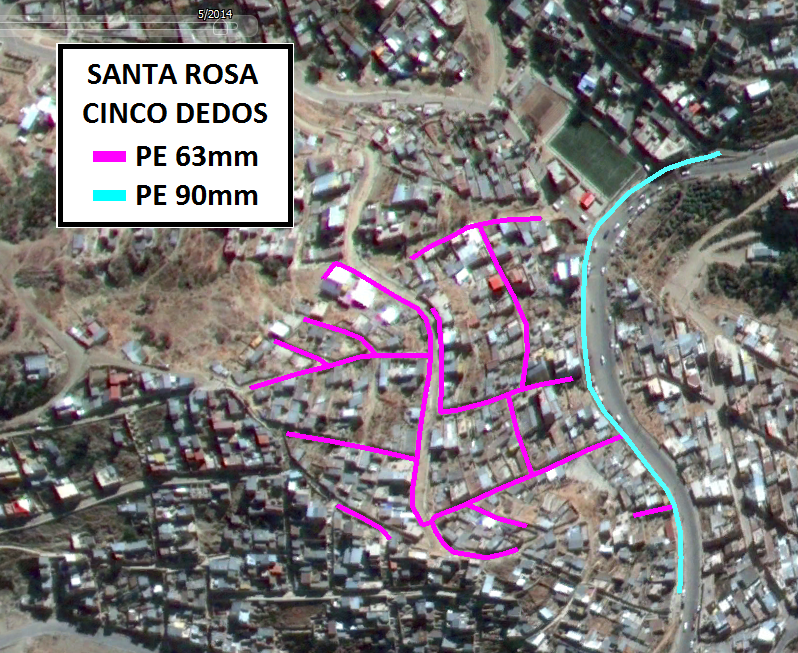 5/2014
SANTA ROSA
CINCO DEDOS
PE 63mm
PE 90mm